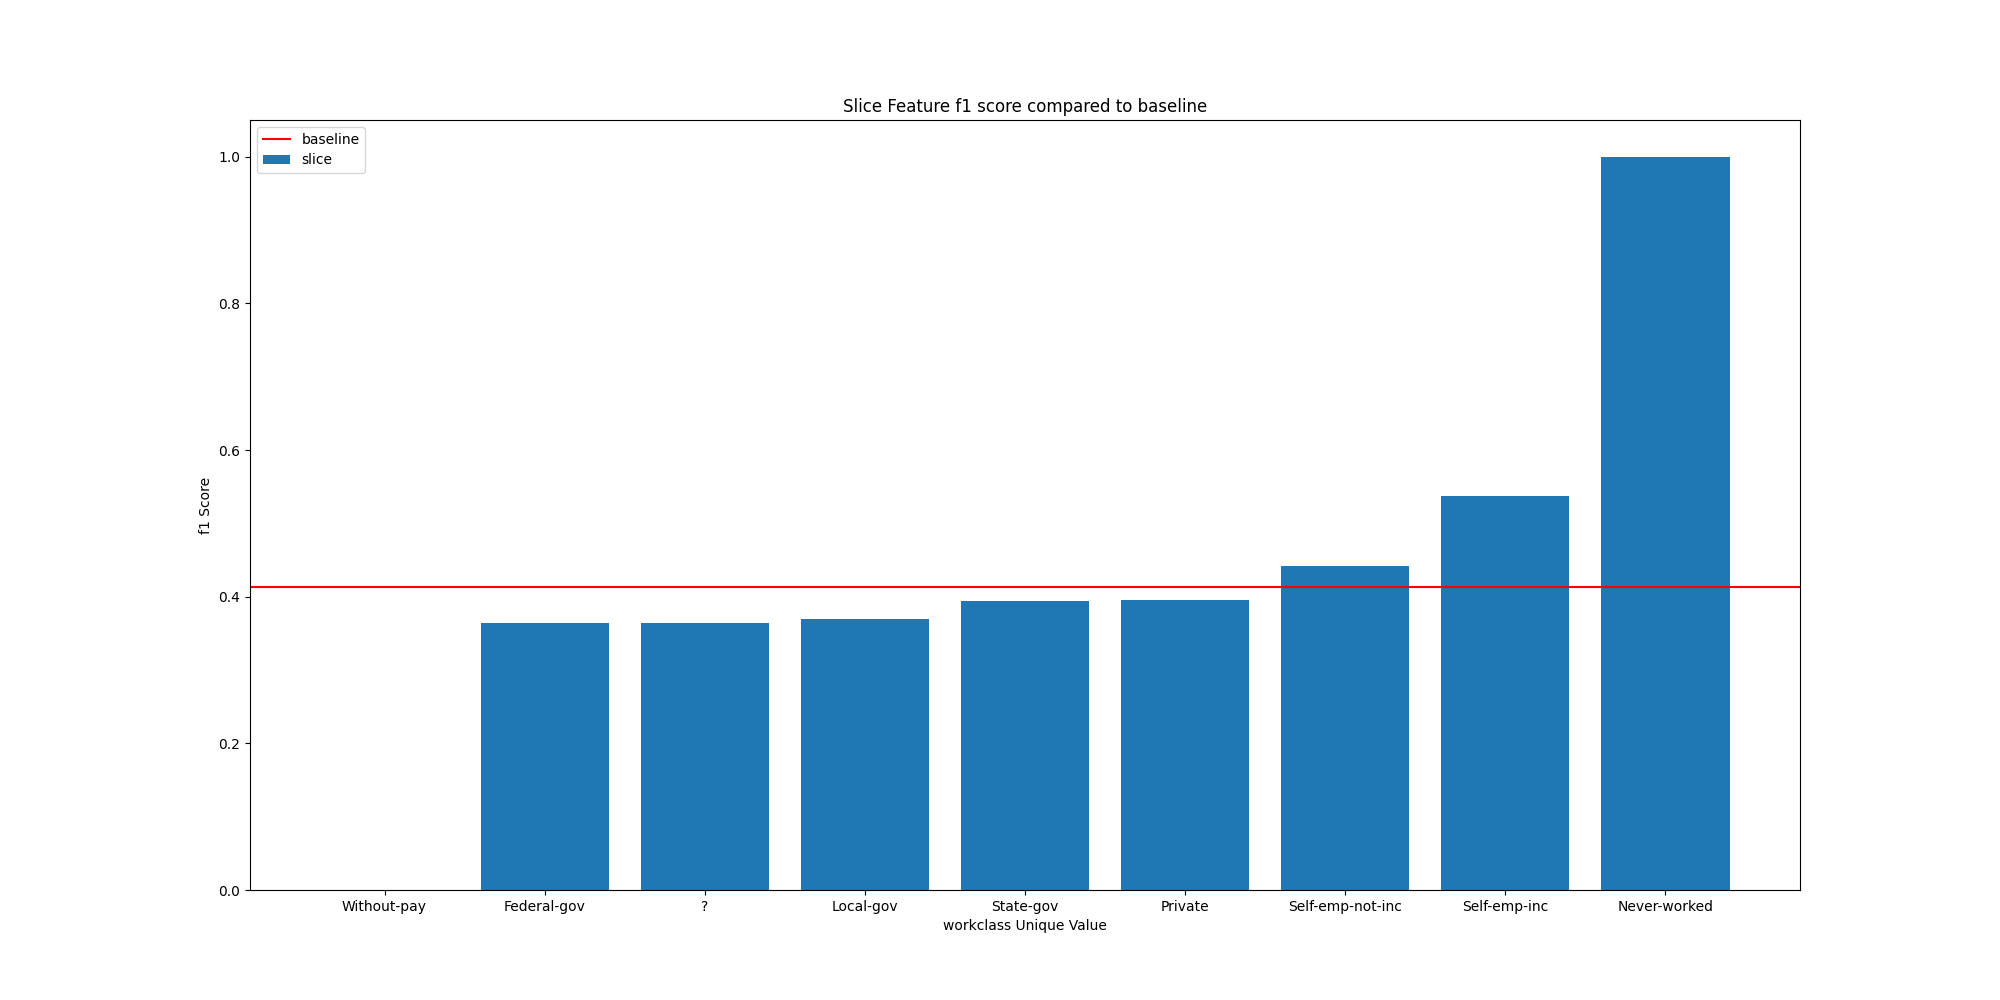 Slice Feature f1 score compared to baseline
baseline
slice
1.0
0.8
0.6
0.4
0.2
0.0
f1 Score
Without-pay Federal-gov ? Local-gov State-gov Private Self-emp-not-inc Self-emp-inc Never-worked
workclass Unique Value